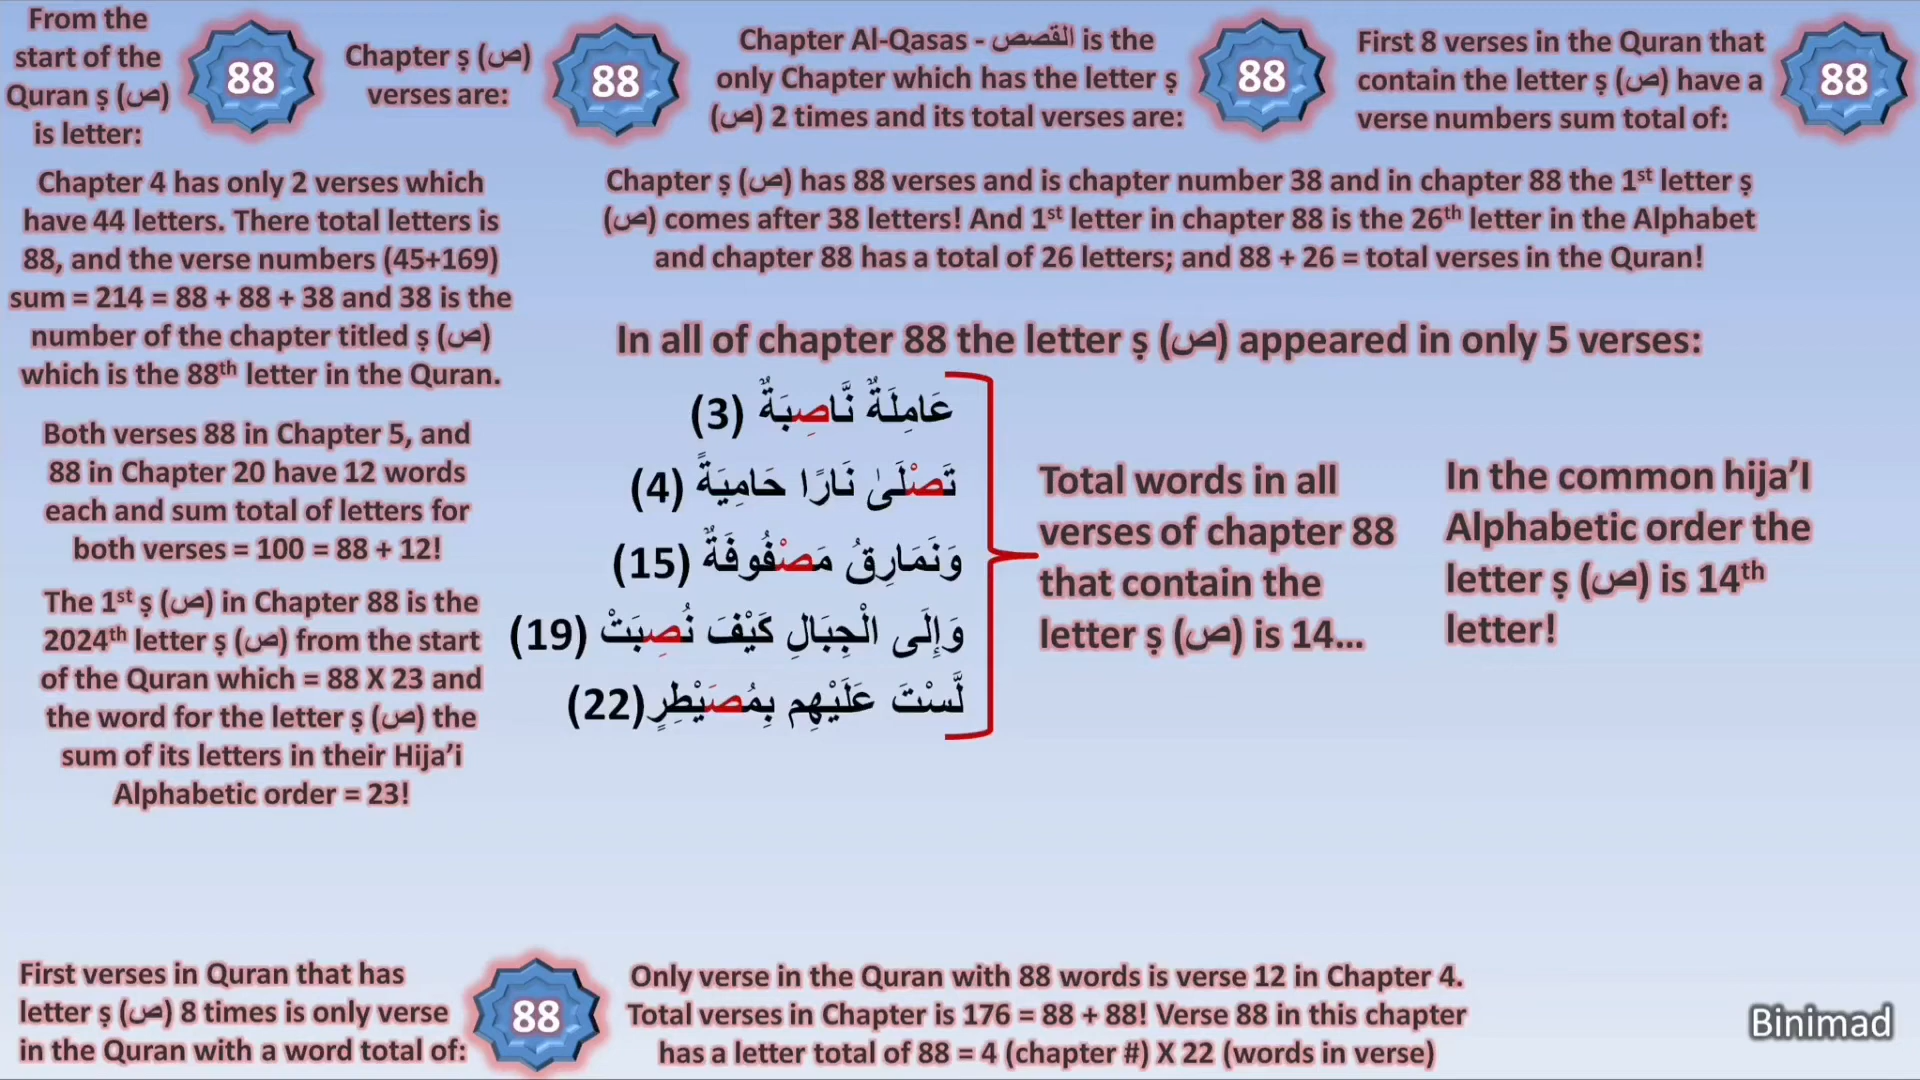 From the
start of the
Quran ṣ (ص)
is letter:
88
Chapter ṣ (ص)
verses are:
88
Chapter Al-Qasas - القصص is the
only Chapter which has the letter ṣ
(ص) 2 times and its total verses are:
88
First 8 verses in the Quran that
contain the letter ṣ (ص) have a
verse numbers sum total of:
88
Chapter 4 has only 2 verses which
have 44 letters. There total letters is
88, and the verse numbers (45+169)
sum = 214 = 88 + 88 + 38 and 38 is the
number of the chapter titled ṣ (ص)
which is the 88th letter in the Quran.
Both verses 88 in Chapter 5, and
88 in Chapter 20 have 12 words
each and sum total of letters for
both verses = 100 = 88 + 12!
The 1st ṣ (ص) in Chapter 88 is the
2024th letter ṣ (ص) from the start
of the Quran which = 88 X 23 and
the word for the letter ṣ (ص) the
sum of its letters in their Hija’i
Alphabetic order = 23!
Chapter ṣ (ص) has 88 verses and is chapter number 38 and in chapter 88 the 1st letter ṣ
(ص) comes after 38 letters! And 1st letter in chapter 88 is the 26th letter in the Alphabet
and chapter 88 has a total of 26 letters; and 88 + 26 = total verses in the Quran!
In all of chapter 88 the letter ṣ (ص) appeared in only 5 verses:
عَامِلَةٌ نَّاصِبَةٌ (3)
تَصْلَىٰ نَارًا حَامِيَةً (4)
وَنَمَارِقُ مَصْفُوفَةٌ (15)
وَإِلَى الْجِبَالِ كَيْفَ نُصِبَتْ (19)
لَّسْتَ عَلَيْهِم بِمُصَيْطِرٍ(22)
Total words in all
verses of chapter 88
that contain the
letter ṣ (ص) is 14...
In the common hija’I
Alphabetic order the
letter ṣ (ص) is 14th
letter!
First verses in Quran that has
letter ṣ (ص) 8 times is only verse
in the Quran with a word total of:
88
Only verse in the Quran with 88 words is verse 12 in Chapter 4.
Total verses in Chapter is 176 = 88 + 88! Verse 88 in this chapter
has a letter total of 88 = 4 (chapter #) X 22 (words in verse)
Binimad